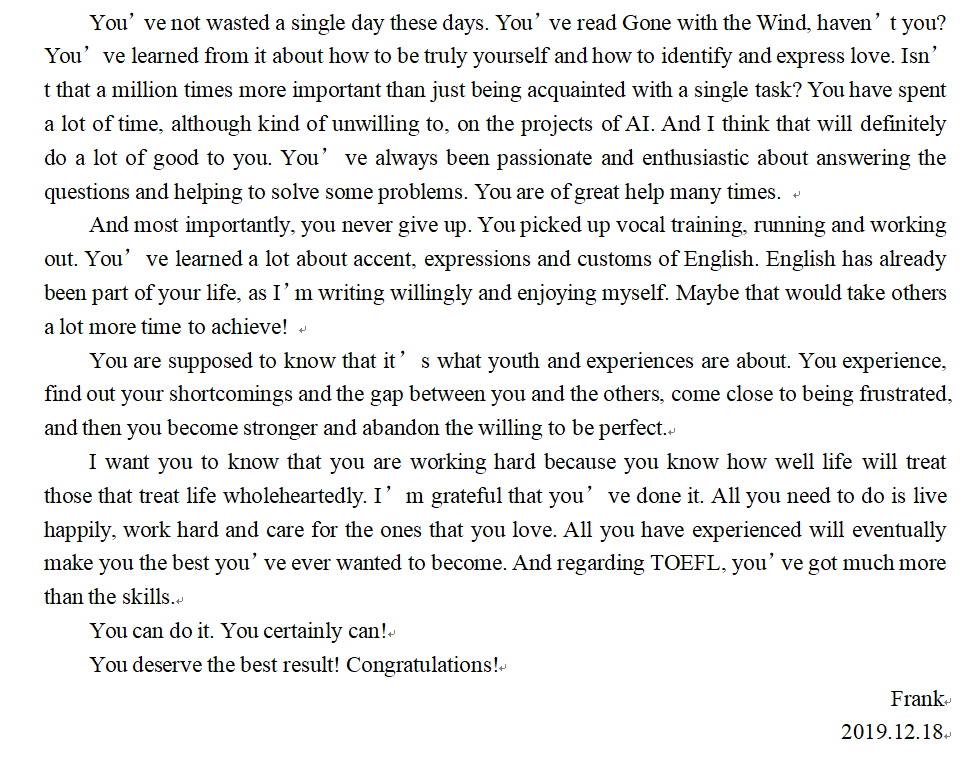 You’ve not wasted a single day these days. You’ve read Gone with the Wind, haven’t you?
You’ve learned from it about how to be truly yourself and how to identify and express love. Isn’
t that a million times more important than just being acquainted with a single task? You have spent
a lot of time, although kind of unwilling to, on the projects of AI. And I think that will definitely
do a lot of good to you. You’ve always been passionate and enthusiastic about answering the
questions and helping to solve some problems. You are of great help many times.
And most importantly, you never give up. You picked up vocal training, running and working
out. You’ve learned a lot about accent, expressions and customs of English. English has already
been part of your life, as I’m writing willingly and enjoying myself. Maybe that would take others
a lot more time to achieve!
You are supposed to know that it’s what youth and experiences are about. You experience,
find out your shortcomings and the gap between you and the others, come close to being frustrated,
and then you become stronger and abandon the willing to be perfect.
I want you to know that you are working hard because you know how well life will treat
those that treat life wholeheartedly. I’m grateful that you’ve done it. All you need to do is live
happily, work hard and care for the ones that you love. All you have experienced will eventually
make you the best you’ve ever wanted to become. And regarding TOEFL, you’ve got much more
than the skills.
You can do it. You certainly can!
You deserve the best result! Congratulations!
Frank
2019.12.18